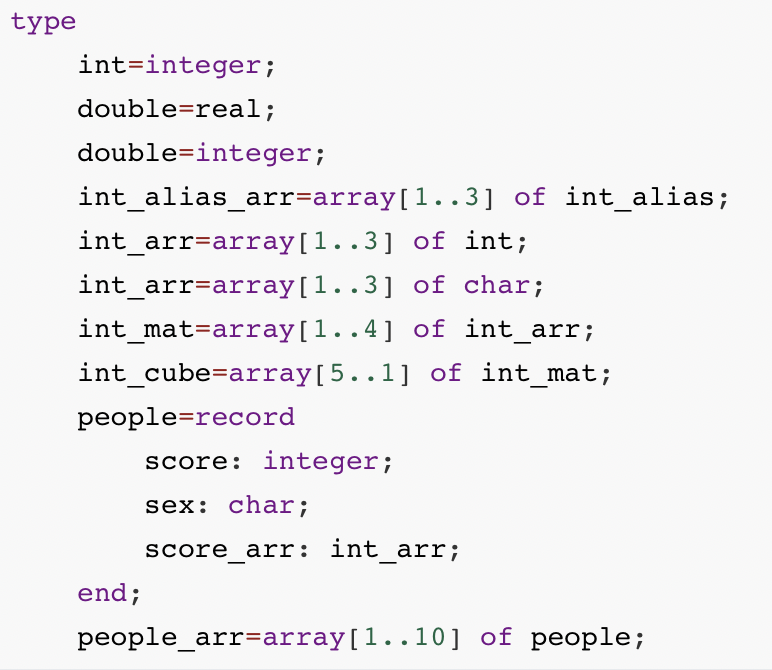 type
    int=integer;
    double=real;
    double=integer;
    int_alias_arr=array[1..3] of int_alias;
    int_arr=array[1..3] of int;
    int_arr=array[1..3] of char;
    int_mat=array[1..4] of int_arr;
    int_cube=array[5..1] of int_mat;
    people=record
        score: integer;
        sex: char;
        score_arr: int_arr;
    end;
    people_arr=array[1..10] of people;